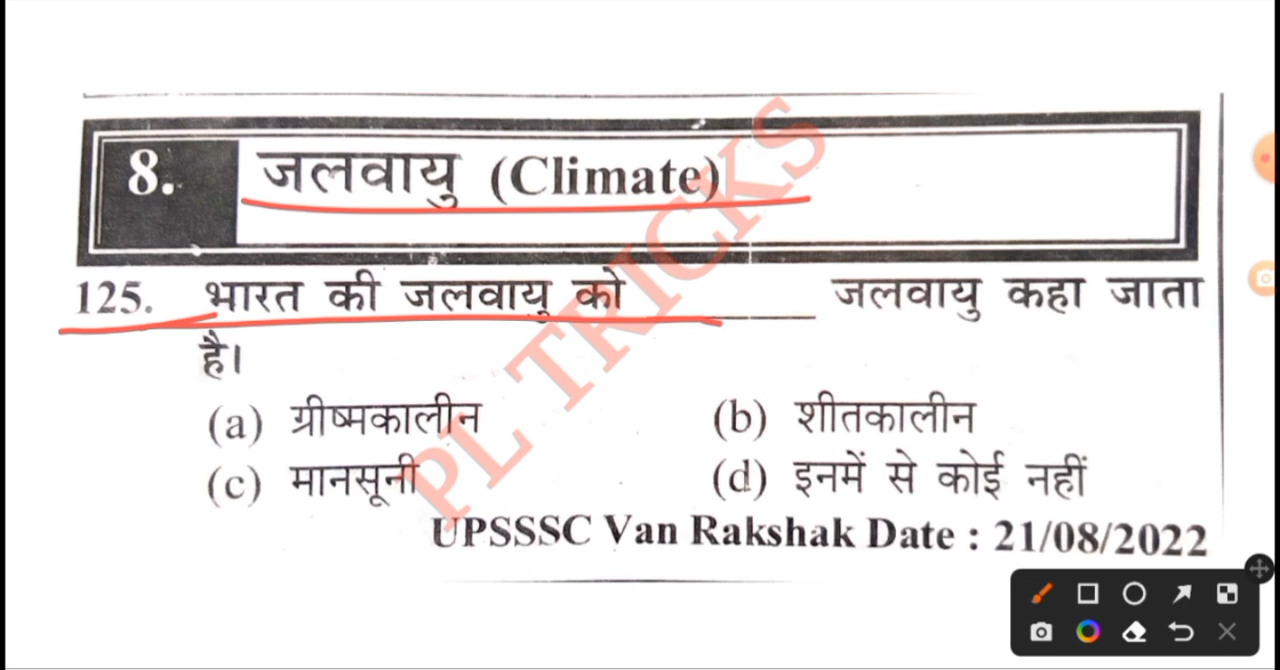 8. जलवायु (Climate)
125. भारत की जलवायु को ________ जलवायु कहा जाता
है।
(a) ग्रीष्मकालीन (b) शीतकालीन
(c) मानसूनी (d) इनमें से कोई नहीं
UPSSSC Van Rakshak Date : 21/08/2022
PL TRICKS